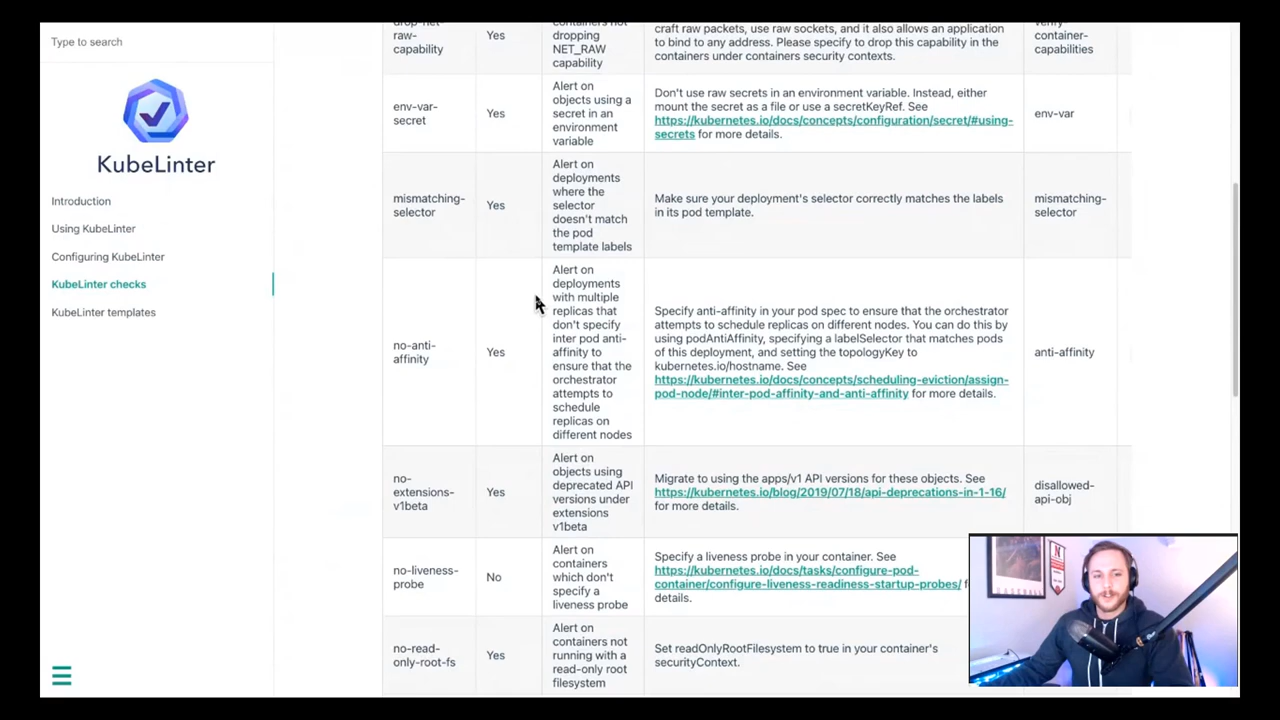 Type to search
KubeLinter
Introduction
Using KubeLinter
Configuring KubeLinter
KubeLinter checks
KubeLinter templates
drop-net-
raw-
capability
Yes
containers not
dropping
NET_RAW
capability
craft raw packets, use raw sockets, and it also allows an application
to bind to any address. Please specify to drop this capability in the
containers under containers security contexts.
verify-
container-
capabilities
env-var-
secret
Yes
Alert on
objects using a
secret in an
environment
variable
Don't use raw secrets in an environment variable. Instead, either
mount the secret as a file or use a secretKeyRef. See
https://kubernetes.io/docs/concepts/configuration/secret/#using-
secrets for more details.
env-var
mismatching-
selector
Yes
Alert on
deployments
where the
selector
doesn't match
the pod
template labels
Make sure your deployment's selector correctly matches the labels
in its pod template.
mismatching-
selector
no-anti-
affinity
Yes
Alert on
deployments
with multiple
replicas that
don't specify
inter pod anti-
affinity to
ensure that the
orchestrator
attempts to
schedule
replicas on
different nodes
Specify anti-affinity in your pod spec to ensure that the orchestrator
attempts to schedule replicas on different nodes. You can do this by
using podAntiAffinity, specifying a labelSelector that matches pods
of this deployment, and setting the topologyKey to
kubernetes.io/hostname. See
https://kubernetes.io/docs/concepts/scheduling-eviction/assign-
pod-node/#inter-pod-affinity-and-anti-affinity for more details.
anti-affinity
no-
extensions-
v1beta
Yes
Alert on
objects using
deprecated API
versions under
extensions
v1beta
Migrate to using the apps/v1 API versions for these objects. See
https://kubernetes.io/blog/2019/07/18/api-deprecations-in-1-16/
for more details.
disallowed-
api-obj
no-liveness-
probe
No
Alert on
containers
which don't
specify a
liveness probe
Specify a liveness probe in your container. See
https://kubernetes.io/docs/tasks/configure-pod-
container/configure-liveness-readiness-startup-probes/
details.
no-read-
only-root-fs
Yes
Alert on
containers not
running with a
read-only root
filesystem
Set readOnlyRootFilesystem to true in your container's
securityContext.